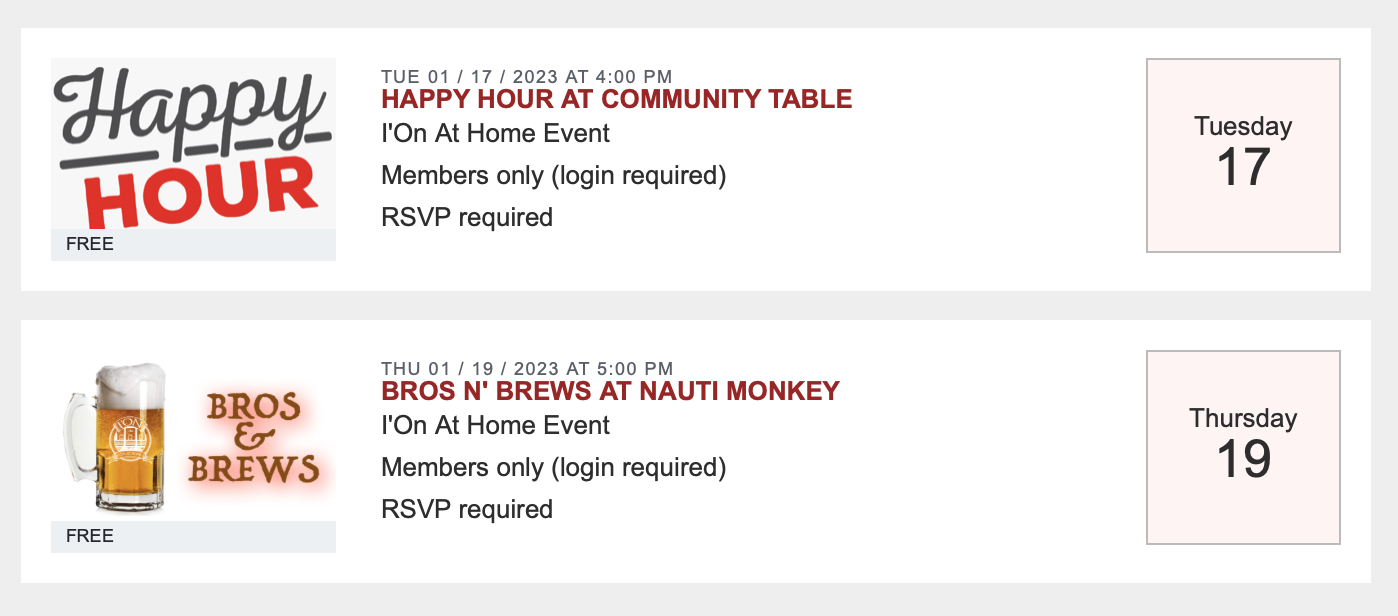 Happy
HOUR
FREE
TUE 01 / 17 / 2023 AT 4:00 PM
HAPPY HOUR AT COMMUNITY TABLE
I'On At Home Event
Members only (login required)
RSVP required
Tuesday
17
BROS
&
BREWS
I'ON
FREE
THU 01 / 19 / 2023 AT 5:00 PM
BROS N' BREWS AT NAUTI MONKEY
I'On At Home Event
Members only (login required)
RSVP required
Thursday
19